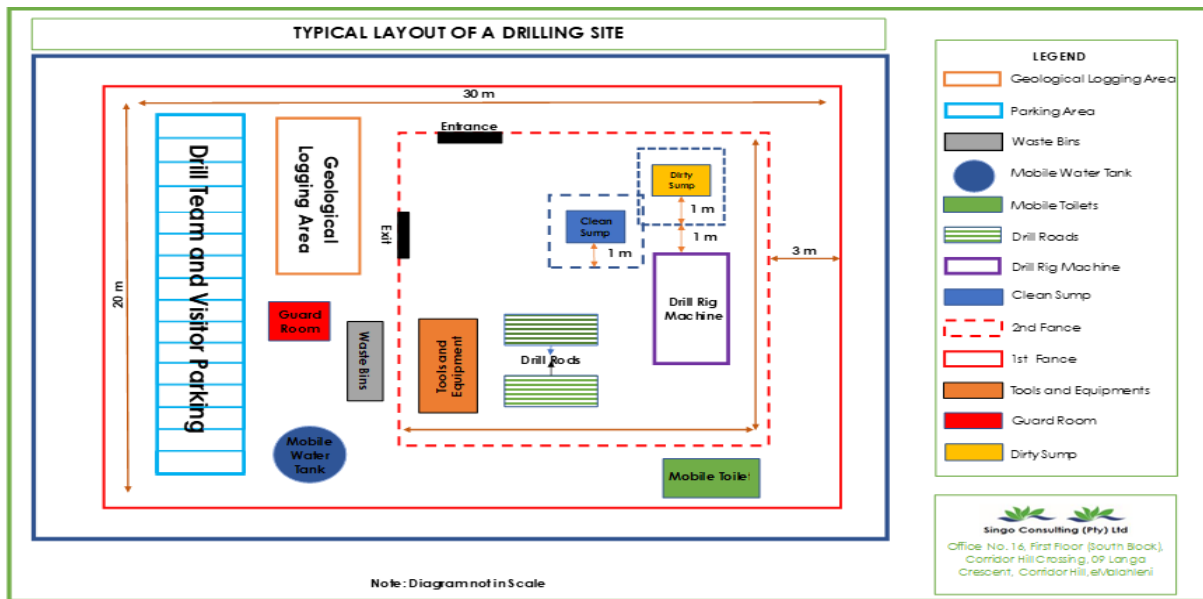 TYPICAL LAYOUT OF A DRILLING SITE
30 m
20 m
Drill Team and Visitor Parking
Geological
Logging Area
Entrance
Exit
Dirty
Sump
1 m
Clean
Sump
1 m
1 m
3 m
Drill Rig
Machine
Guard
Room
Waste Bins
Tools and
Equipment
Drill Rods
Mobile
Water
Tank
Mobile Toilet
Note: Diagram not in Scale
LEGEND
Geological Logging Area
Parking Area
Waste Bins
Mobile Water Tank
Mobile Toilets
Drill Roads
Drill Rig Machine
Clean Sump
2nd Fance
1st Fance
Tools and Equipments
Guard Room
Dirty Sump
Singo Consulting (Pty) Ltd
Office No. 16, First Floor (South Block),
Corridor Hill Crossing, 09 Langa
Crescent, Corridor Hill, eMalahleni